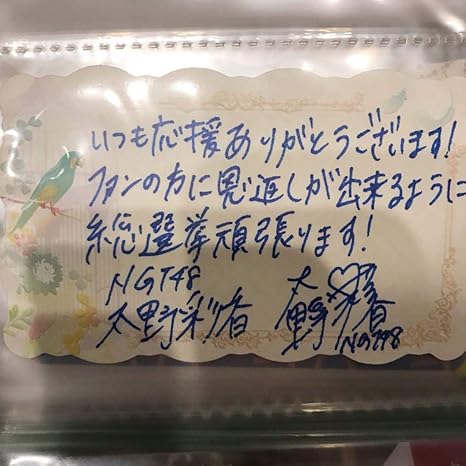 いつも応援ありがとうございます!
ファンの方に恩返しが出来るように
総選挙頑張ります!
NGT48
太野彩香
NGT48